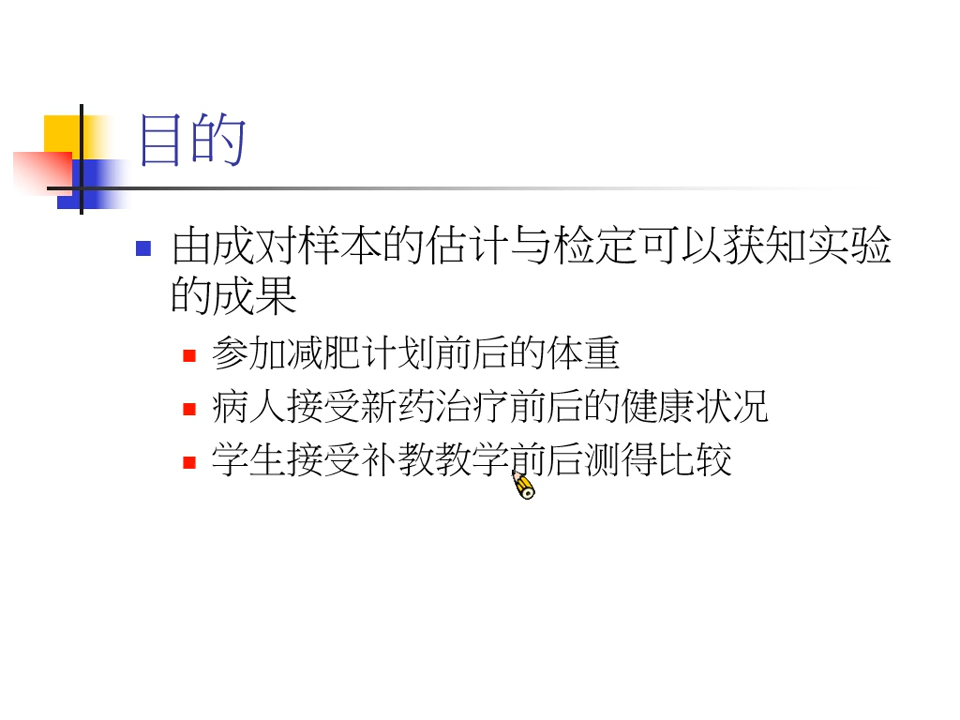 目的
由成对样本的估计与检定可以获知实验
的成果
参加减肥计划前后的体重
病人接受新药治疗前后的健康状况
学生接受补教教学前后测得比较